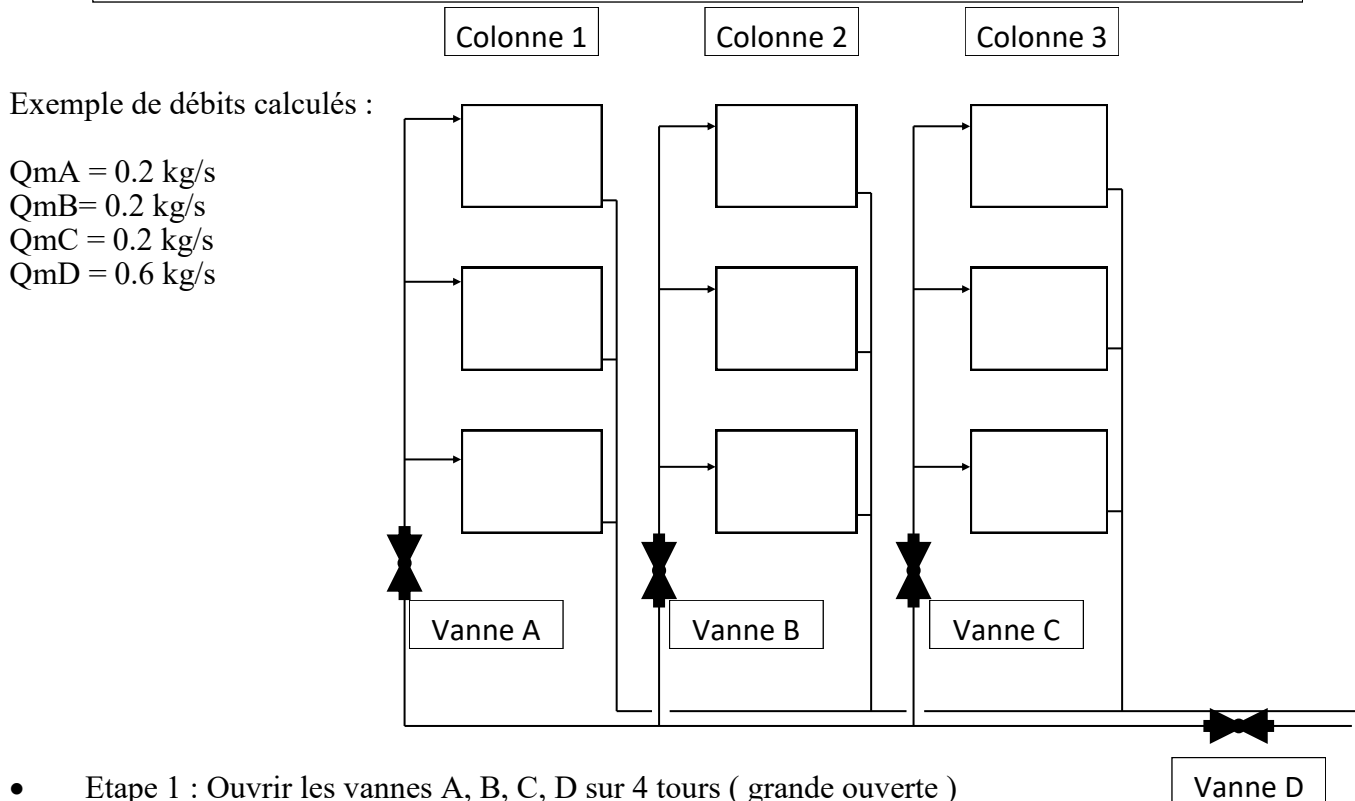 Colonne 1
Colonne 2
Colonne 3
Exemple de débits calculés :
QmA = 0.2 kg/s
QmB= 0.2 kg/s
QmC = 0.2 kg/s
QmD = 0.6 kg/s
Vanne A
Vanne B
Vanne C
• Etape 1 : Ouvrir les vannes A, B, C, D sur 4 tours ( grande ouverte )
Vanne D